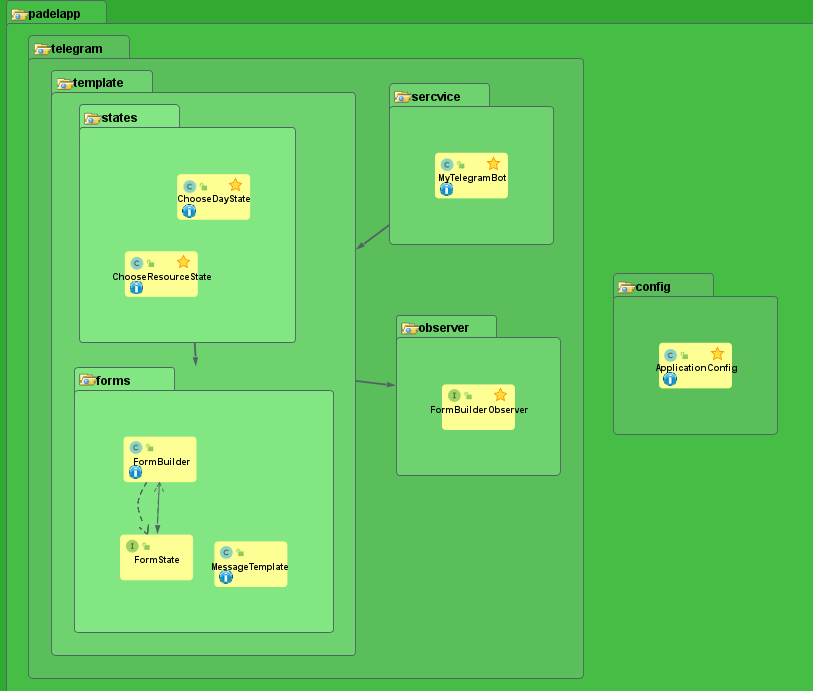 padelapp
telegram
template
states
C
ChooseDayState
i
C
ChooseResourceState
i
sercvice
C
MyTelegramBot
i
forms
C
FormBuilder
i
I
FormState
C
MessageTemplate
i
observer
I
FormBuilderObserver
config
C
ApplicationConfig
i